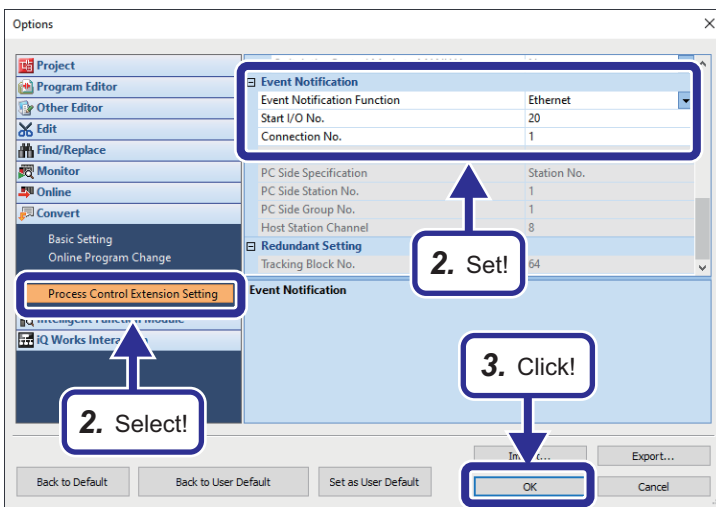 Options
Project
Program Editor
Other Editor
Edit
Find/Replace
Monitor
Online
Convert
Basic Setting
Online Program Change
Process Control Extension Setting
iQ Works
Event Notification
Event Notification Function Ethernet
Start I/O No. 20
Connection No. 1
PC Side Specification Station No.
PC Side Station No. 1
PC Side Group No. 1
Host Station Channel 8
Redundant Setting
Tracking Block No. 64
2. Set!
Event Notification
3. Click!
2. Select!
Export...
Back to Default
Back to User Default
Set as User Default
OK
Cancel